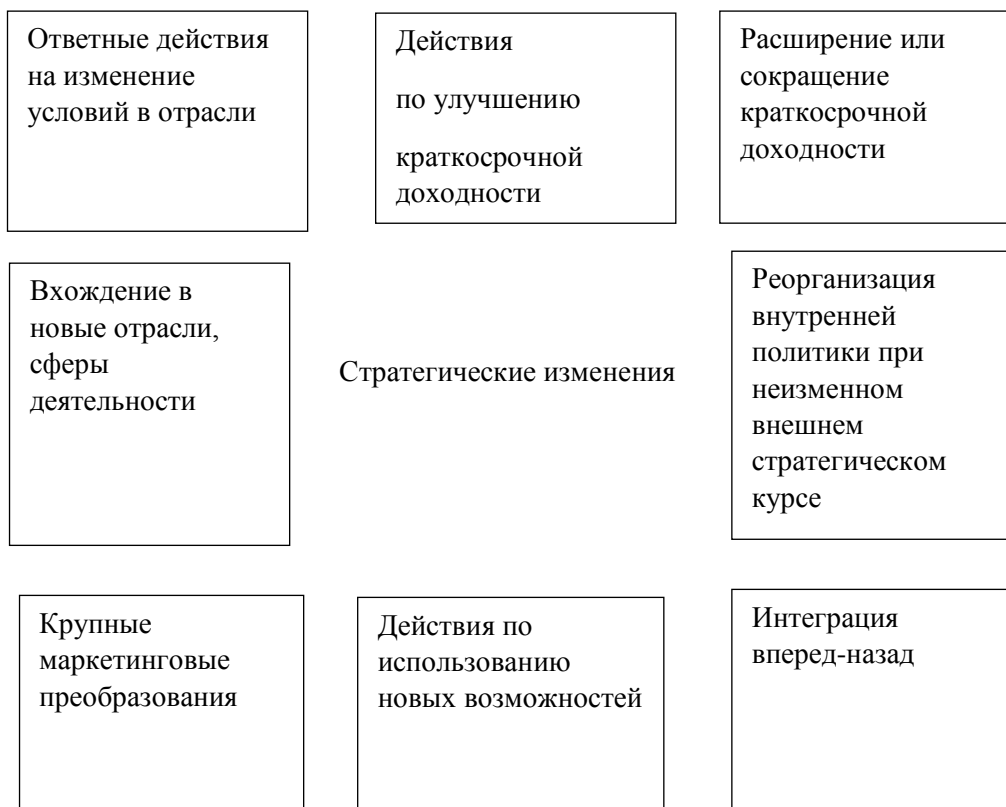 Ответные действия
на изменение
условий в отрасли
Действия
по улучшению
краткосрочной
доходности
Расширение или
сокращение
краткосрочной
доходности
Вхождение в
новые отрасли,
сферы
деятельности
Стратегические изменения
Реорганизация
внутренней
политики при
неизменном
внешнем
стратегическом
курсе
Крупные
маркетинговые
преобразования
Действия по
использованию
новых возможностей
Интеграция
вперед-назад